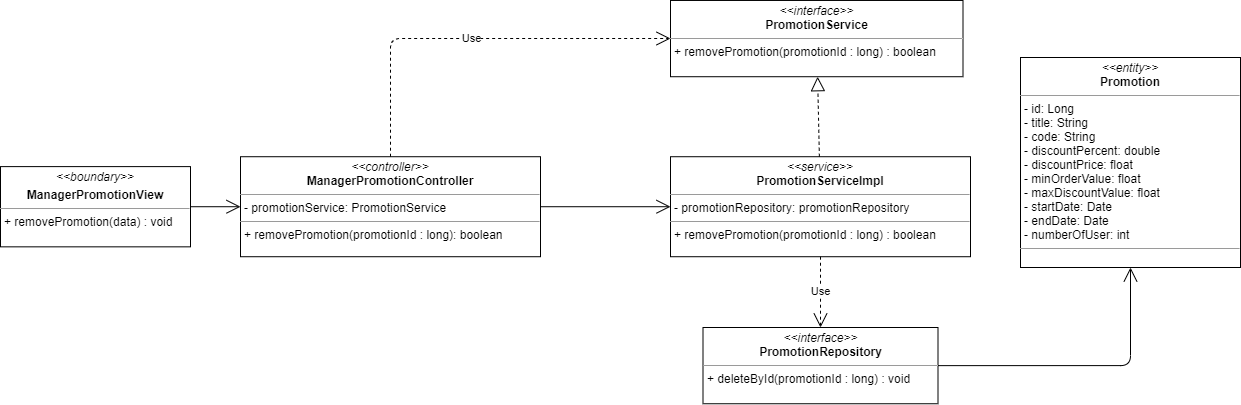 <<interface>>
PromotionService
+ removePromotion(promotionId : long) : boolean
Use
<<entity>>
Promotion
- id: Long
- title: String
- code: String
- discountPercent: double
- discountPrice: float
- minOrderValue: float
- maxDiscountValue: float
- startDate: Date
- endDate: Date
- numberOfUser: int
<<boundary>>
ManagerPromotionView
+ removePromotion(data) : void
<<controller>>
ManagerPromotionController
- promotionService: PromotionService
+ removePromotion(promotionId : long): boolean
<<service>>
PromotionServiceImpl
- promotionRepository: promotionRepository
+ removePromotion(promotionId : long) : boolean
Use
<<interface>>
PromotionRepository
+ deleteById(promotionId : long) : void